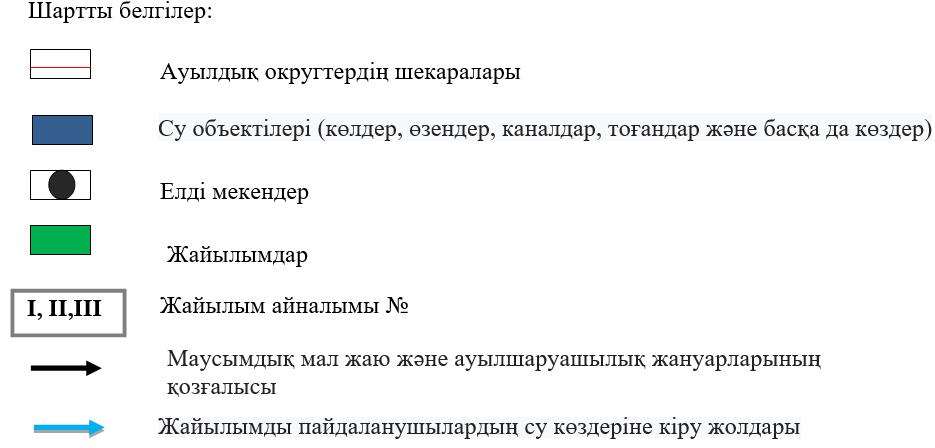 Шартты белгілер:
Ауылдық округтердің шекаралары
Су объектілері (көлдер, өзендер, каналдар, тоғандар және басқа да көздер)
Елді мекендер
Жайылымдар
I, II,III Жайылым айналымы №
Маусымдық мал жаю және ауылшаруашылық жануарларының
қозғалысы
Жайылымды пайдаланушылардың су көздеріне кіру жолдары